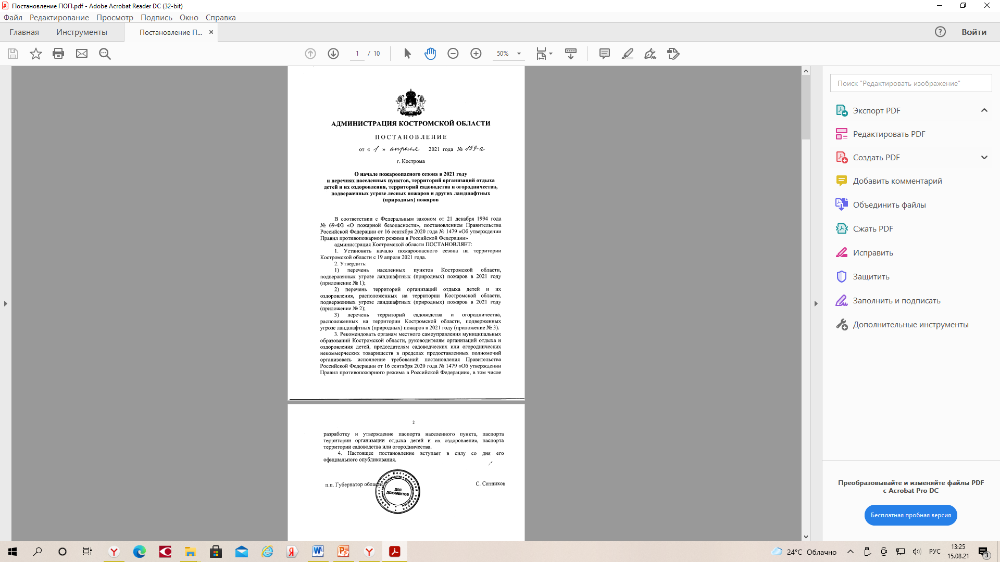 Постановление ПОП.pdf - Adobe Acrobat Reader DC (32-bit)
Файл Редактирование Просмотр Подпись Окно Справка
Главная Инструменты Постановление П... × Войти
1 / 10 50%
АДМИНИСТРАЦИЯ КОСТРОМСКОЙ ОБЛАСТИ
ПОСТАНОВЛЕНИЕ
от « 1 » апреля 2021 года № 159-а
г. Кострома
О начале пожароопасного сезона в 2021 году
и перечнях населенных пунктов, территорий организаций отдыха
детей и их оздоровления, территорий садоводства и огородничества,
подверженных угрозе лесных пожаров и других ландшафтных
(природных) пожаров
В соответствии с Федеральным законом от 21 декабря 1994 года
№ 69-ФЗ «О пожарной безопасности», постановлением Правительства
Российской Федерации от 16 сентября 2020 года № 1479 «Об утверждении
Правил противопожарного режима в Российской Федерации»
администрация Костромской области ПОСТАНОВЛЯЕТ:
1. Установить начало пожароопасного сезона на территории
Костромской области с 19 апреля 2021 года.
2. Утвердить:
1) перечень населенных пунктов Костромской области,
подверженных угрозе ландшафтных (природных) пожаров в 2021 году
(приложение № 1);
2) перечень территорий организаций отдыха детей и их
оздоровления, расположенных на территории Костромской области,
подверженных угрозе ландшафтных (природных) пожаров в 2021 году
(приложение № 2);
3) перечень территорий садоводства и огородничества,
расположенных на территории Костромской области, подверженных
угрозе ландшафтных (природных) пожаров в 2021 году (приложение № 3).
3. Рекомендовать органам местного самоуправления муниципальных
образований Костромской области, руководителям организаций отдыха и
оздоровления детей, председателям садоводческих или огороднических
некоммерческих товариществ в пределах предоставленных полномочий
организовать исполнение требований постановления Правительства
Российской Федерации от 16 сентября 2020 года № 1479 «Об утверждении
Правил противопожарного режима в Российской Федерации», в том числе
2
разработку и утверждение паспорта населенного пункта, паспорта
территории организации отдыха детей и их оздоровления, паспорта
территории садоводства или огородничества.
4. Настоящее постановление вступает в силу со дня его
официального опубликования.
п.п. Губернатор области С. Ситников
ДЛЯ
ДОКУМЕНТОВ
Поиск "Редактировать изображение"
Экспорт PDF
Редактировать PDF
Создать PDF
Добавить комментарий
Объединить файлы
Сжать PDF
Исправить
Защитить
Заполнить и подписать
Дополнительные инструменты
Преобразовывайте и изменяйте файлы PDF
с Acrobat Pro DC
Бесплатная пробная версия
24°C Облачно РУС 13:25
15.08.21
3